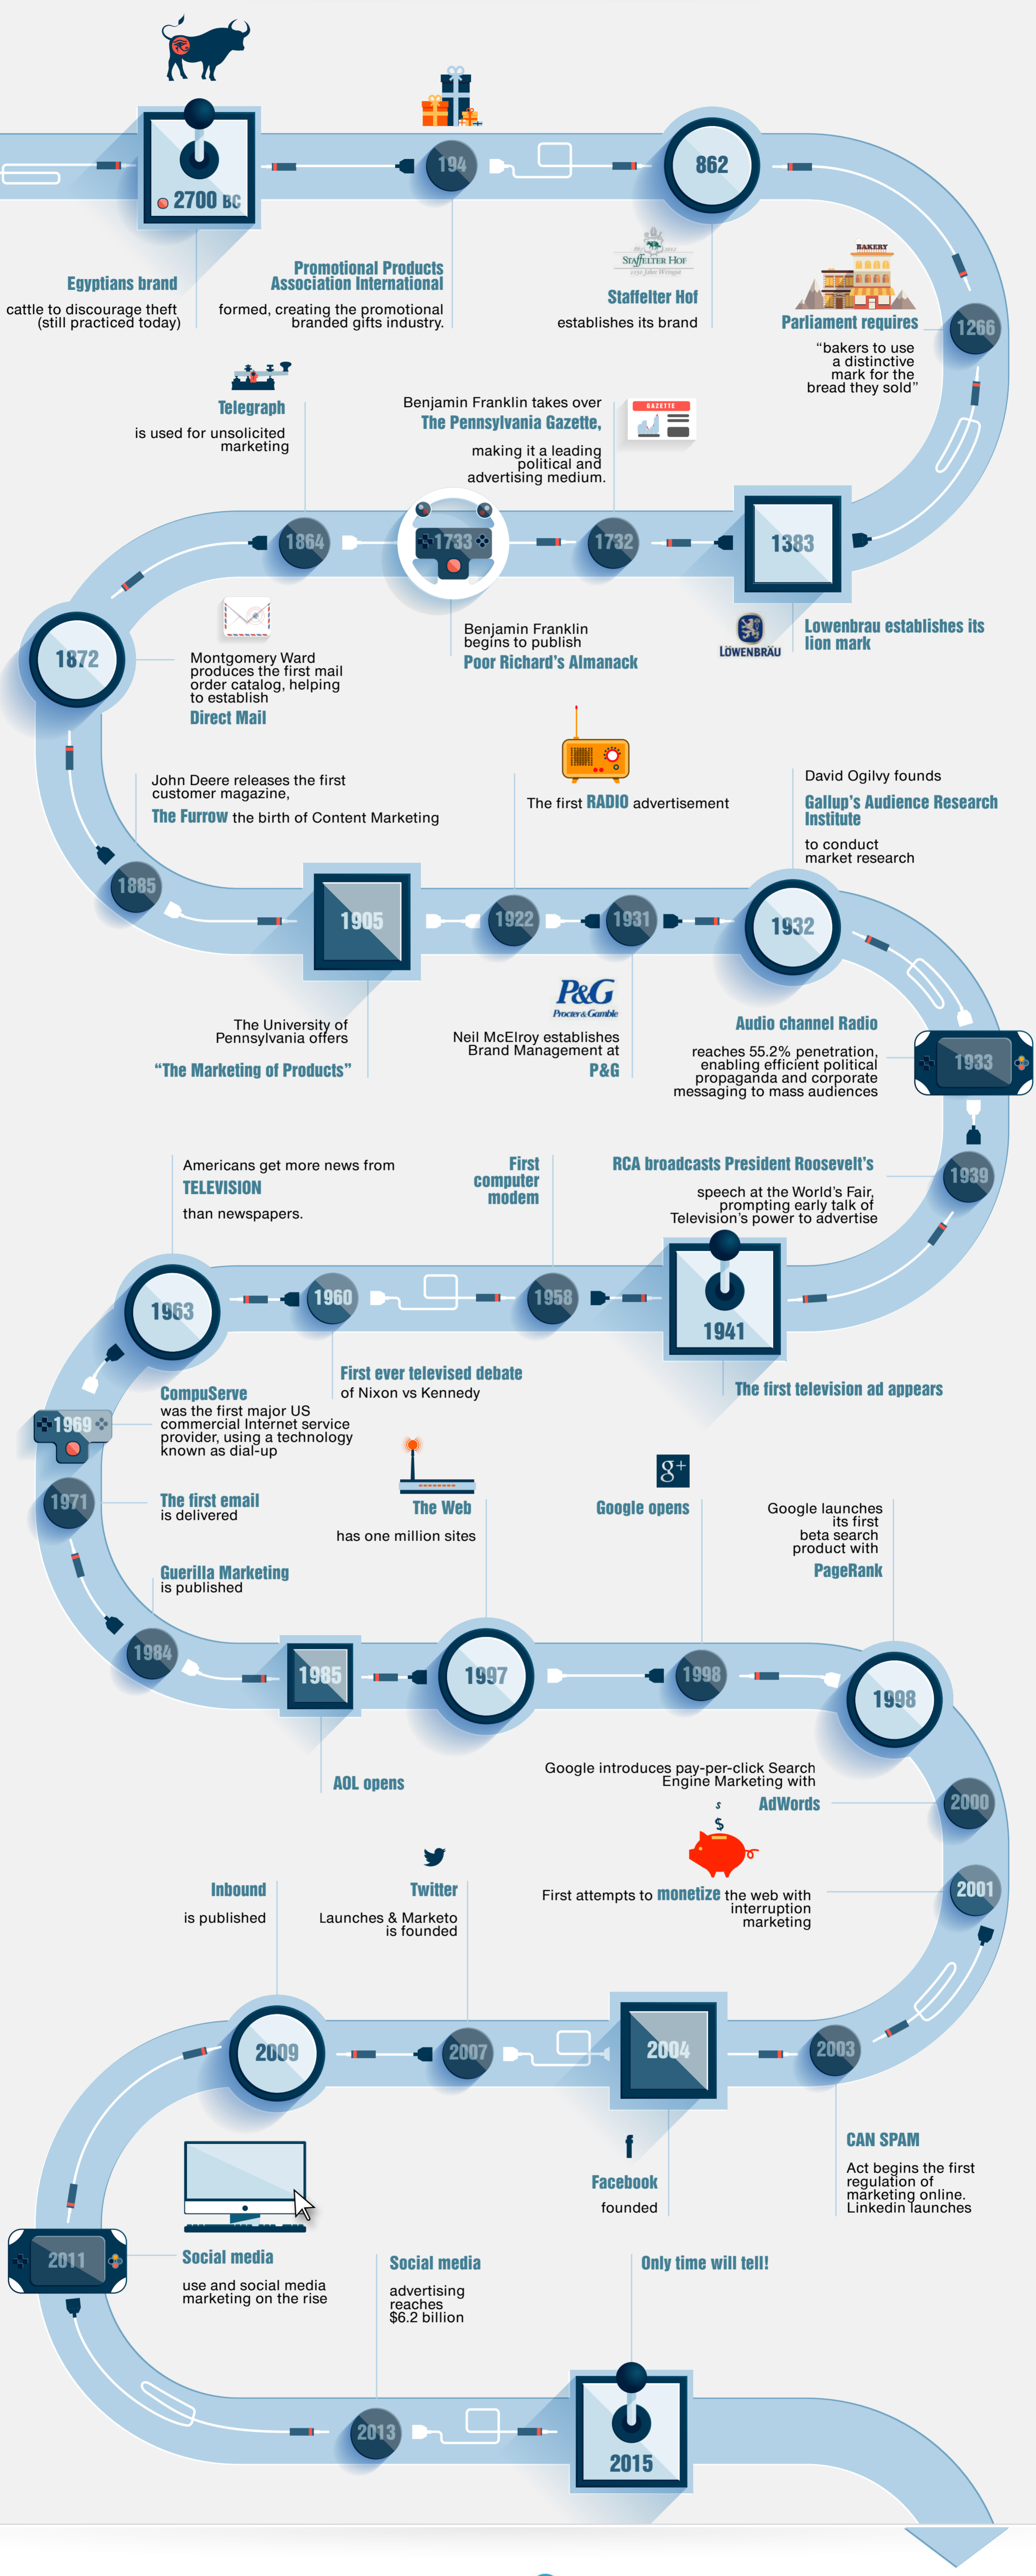 2700 BC
194
862
Egyptians brand
cattle to discourage theft
(still practiced today)
Promotional Products
Association International
formed, creating the promotional
branded gifts industry.
STAFFELTER HOF
Staffelter Hof
establishes its brand
BAKERY
Parliament requires
1266
"bakers to use
a distinctive
mark for the
bread they sold"
Telegraph
is used for unsolicited
marketing
Benjamin Franklin takes over
The Pennsylvania Gazette,
making it a leading
political and
advertising medium.
GAZETTE
1864
1733
1732
1383
LÖWENBRÄU
Lowenbrau establishes its
lion mark
Benjamin Franklin
begins to publish
Poor Richard's Almanack
1872
Montgomery Ward
produces the first mail
order catalog, helping
to establish
Direct Mail
John Deere releases the first
customer magazine,
The Furrow the birth of Content Marketing
The first RADIO advertisement
David Ogilvy founds
Gallup's Audience Research
Institute
to conduct
market research
1885
1905
1922
1931
1932
The University of
Pennsylvania offers
"The Marketing of Products"
P&G
Procter & Gamble
Neil McElroy establishes
Brand Management at
P&G
Audio channel Radio
reaches 55.2% penetration,
enabling efficient political
propaganda and corporate
messaging to mass audiences
1933
Americans get more news from
TELEVISION
than newspapers.
First
computer
modem
RCA broadcasts President Roosevelt's
speech at the World's Fair,
prompting early talk of
Television's power to advertise
1939
1963
1960
1958
1941
First ever televised debate
of Nixon vs Kennedy
The first television ad appears
1969
CompuServe
was the first major US
commercial Internet service
provider, using a technology
known as dial-up
1971
The first email
is delivered
The Web
has one million sites
g+
Google opens
Google launches
its first
beta search
product with
PageRank
Guerilla Marketing
is published
1984
1985
1997
1998
1998
AOL opens
Google introduces pay-per-click Search
Engine Marketing with
AdWords
2000
$
$
First attempts to monetize the web with
interruption
marketing
2001
Inbound
is published
Twitter
Launches & Marketo
is founded
2009
2007
2004
2003
f
Facebook
founded
CAN SPAM
Act begins the first
regulation of
marketing online.
Linkedin launches
2011
Social media
use and social media
marketing on the rise
Social media
advertising
reaches
$6.2 billion
Only time will tell!
2013
2015